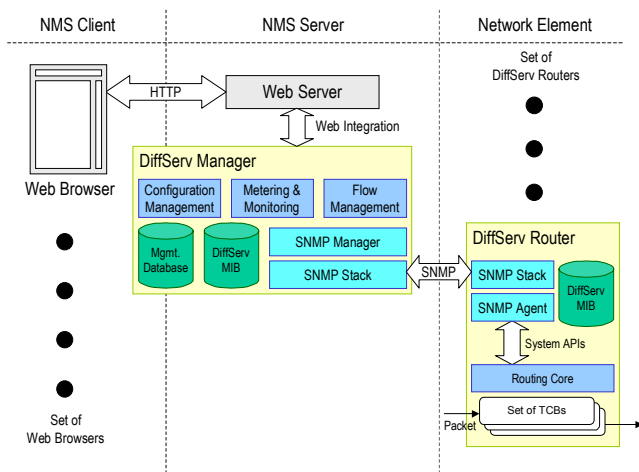 NMS Client
NMS Server
Network Element
Set of
DiffServ Routers
HTTP
Web Server
Web Integration
Web Browser
DiffServ Manager
Configuration
Management
Metering &
Monitoring
Flow
Management
Mgmt.
Database
DiffServ
MIB
SNMP Manager
SNMP Stack
SNMP
DiffServ Router
SNMP Stack
SNMP Agent
DiffServ
MIB
System APIs
Routing Core
Set of TCBs
Packet
Set of
Web Browsers